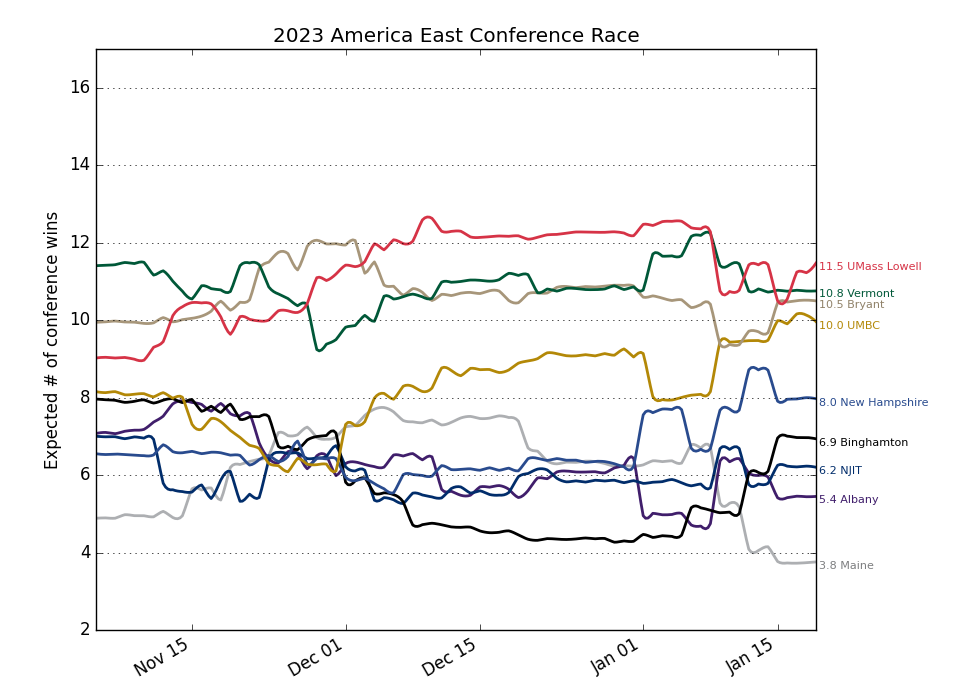 2023 America East Conference Race
Expected # of conference wins
16
14
12
10
8
6
4
2
Nov 15
Dec 01
Dec 15
Jan 01
Jan 15
11.5 UMass Lowell
10.8 Vermont
10.5 Bryant
10.0 UMBC
8.0 New Hampshire
6.9 Binghamton
6.2 NJIT
5.4 Albany
3.8 Maine